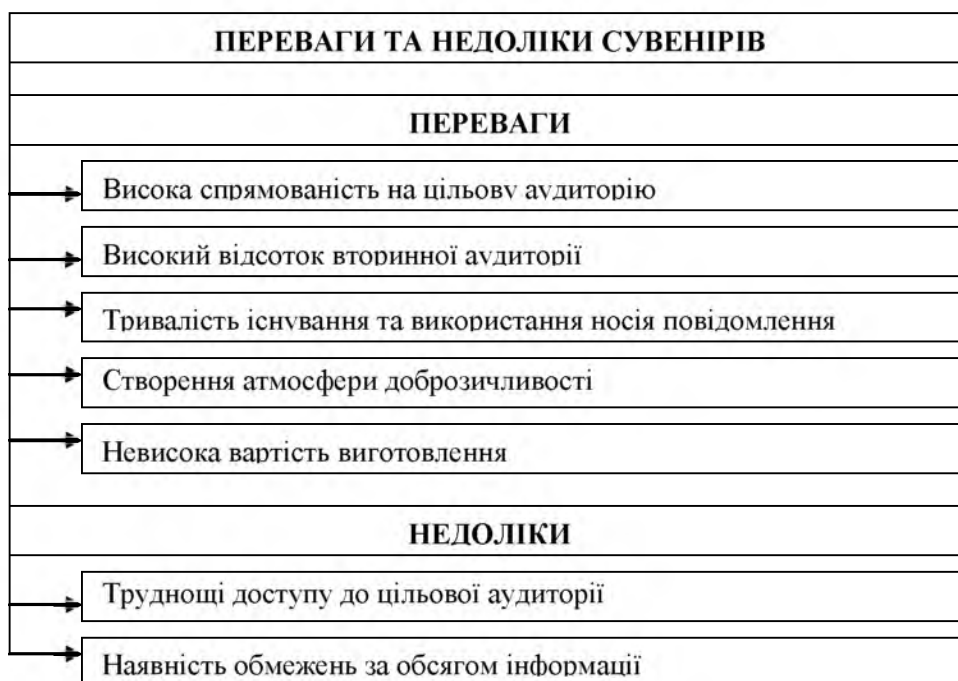 ПЕРЕВАГИ ТА НЕДОЛІКИ СУВЕНІРІВ
ПЕРЕВАГИ
Висока спрямованість на цільову аудиторію
Високий відсоток вторинної аудиторії
Тривалість існування та використання носія повідомлення
Створення атмосфери доброзичливості
Невисока вартість виготовлення
НЕДОЛІКИ
Труднощі доступу до цільової аудиторії
Наявність обмежень за обсягом інформації